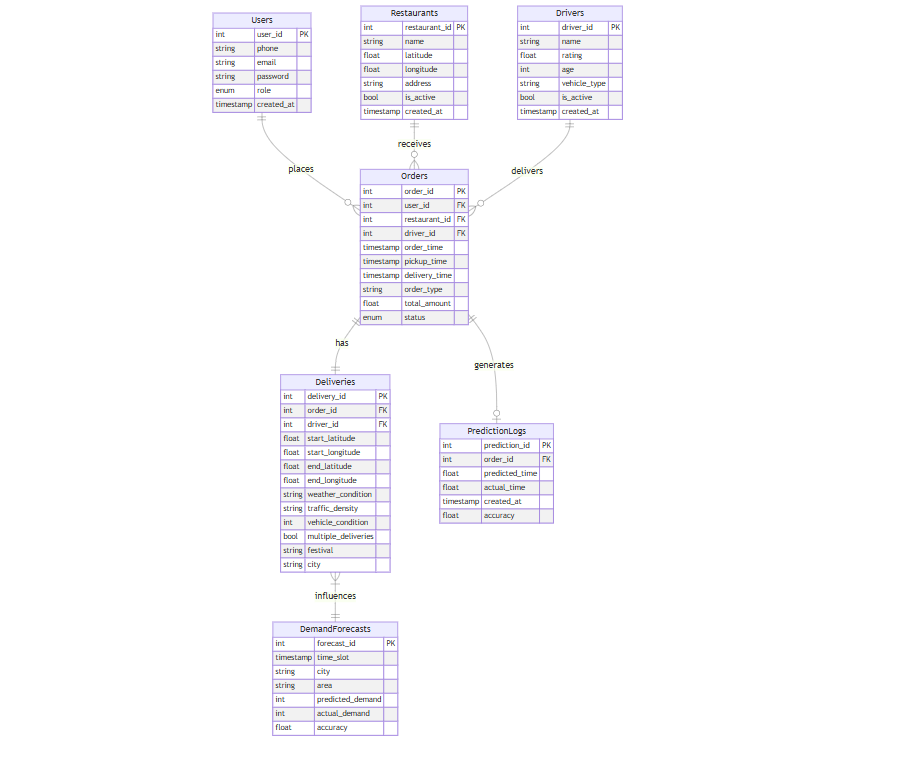 Users
int user_id PK
string phone
string email
string password
enum role
timestamp created_at
Restaurants
int restaurant_id PK
string name
float latitude
float longitude
string address
bool is_active
timestamp created_at
Drivers
int driver_id PK
string name
float rating
int age
string vehicle_type
bool is_active
timestamp created_at
places
receives
delivers
Orders
int order_id PK
int user_id FK
int restaurant_id FK
int driver_id FK
timestamp order_time
timestamp pickup_time
timestamp delivery_time
string order_type
float total_amount
enum status
has
generates
Deliveries
int delivery_id PK
int order_id FK
int driver_id FK
float start_latitude
float start_longitude
float end_latitude
float end_longitude
string weather_condition
string traffic_density
int vehicle_condition
bool multiple_deliveries
string festival
string city
PredictionLogs
int prediction_id PK
int order_id FK
float predicted_time
float actual_time
timestamp created_at
float accuracy
influences
DemandForecasts
int forecast_id PK
timestamp time_slot
string city
string area
int predicted_demand
int actual_demand
float accuracy